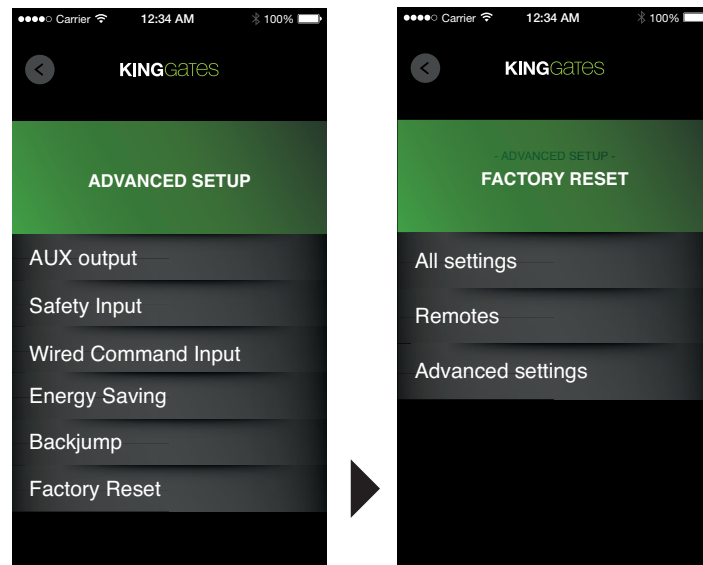 ●●●●○ Carrier 12:34 AM 100%
KINGGATES
ADVANCED SETUP
AUX output
Safety Input
Wired Command Input
Energy Saving
Backjump
Factory Reset
●●●●○ Carrier 12:34 AM 100%
KINGGATES
- ADVANCED SETUP -
FACTORY RESET
All settings
Remotes
Advanced settings